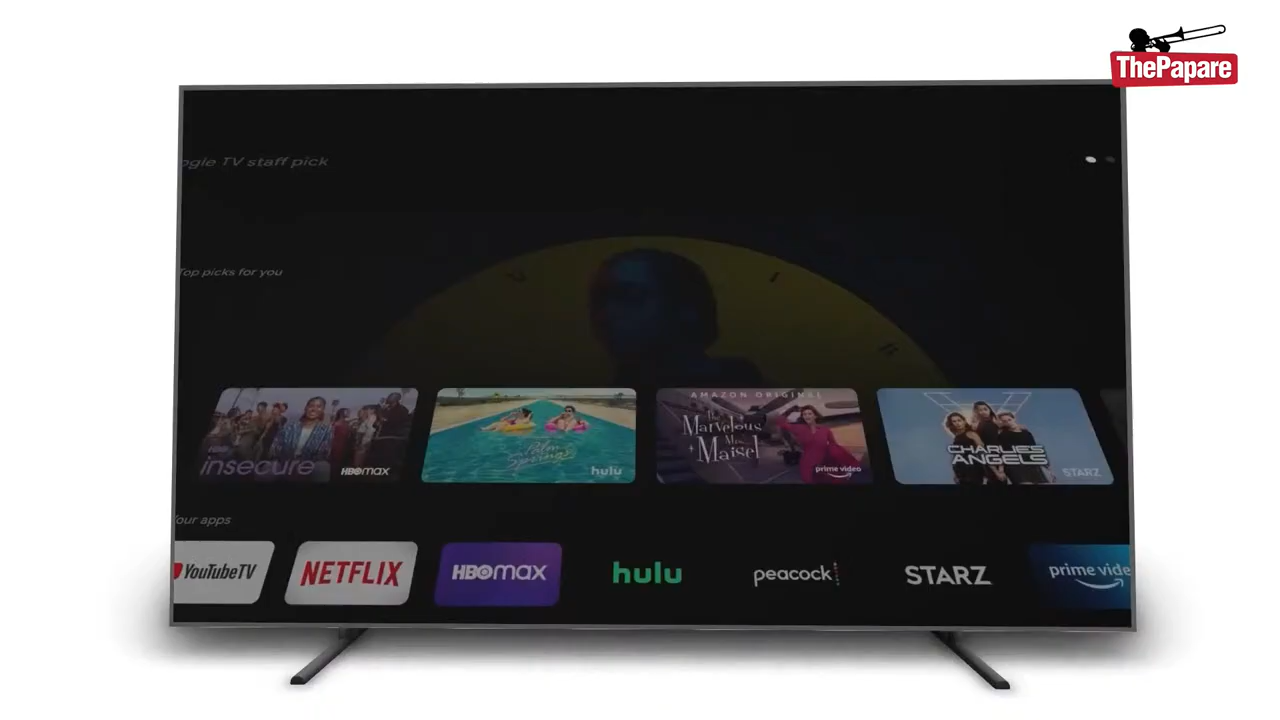 ThePapare
ogle TV staff pick
Top picks for you
insecure
HBOMAX
Palm
Springs
hulu
AMAZON ORIGINAL
The
Marvelous
Mrs.
Maisel
prime video
CHARLIE'S
ANGELS
STARZ
Your apps
YouTubeTV
NETFLIX
HBOMAX
hulu
peacock
STARZ
prime vide